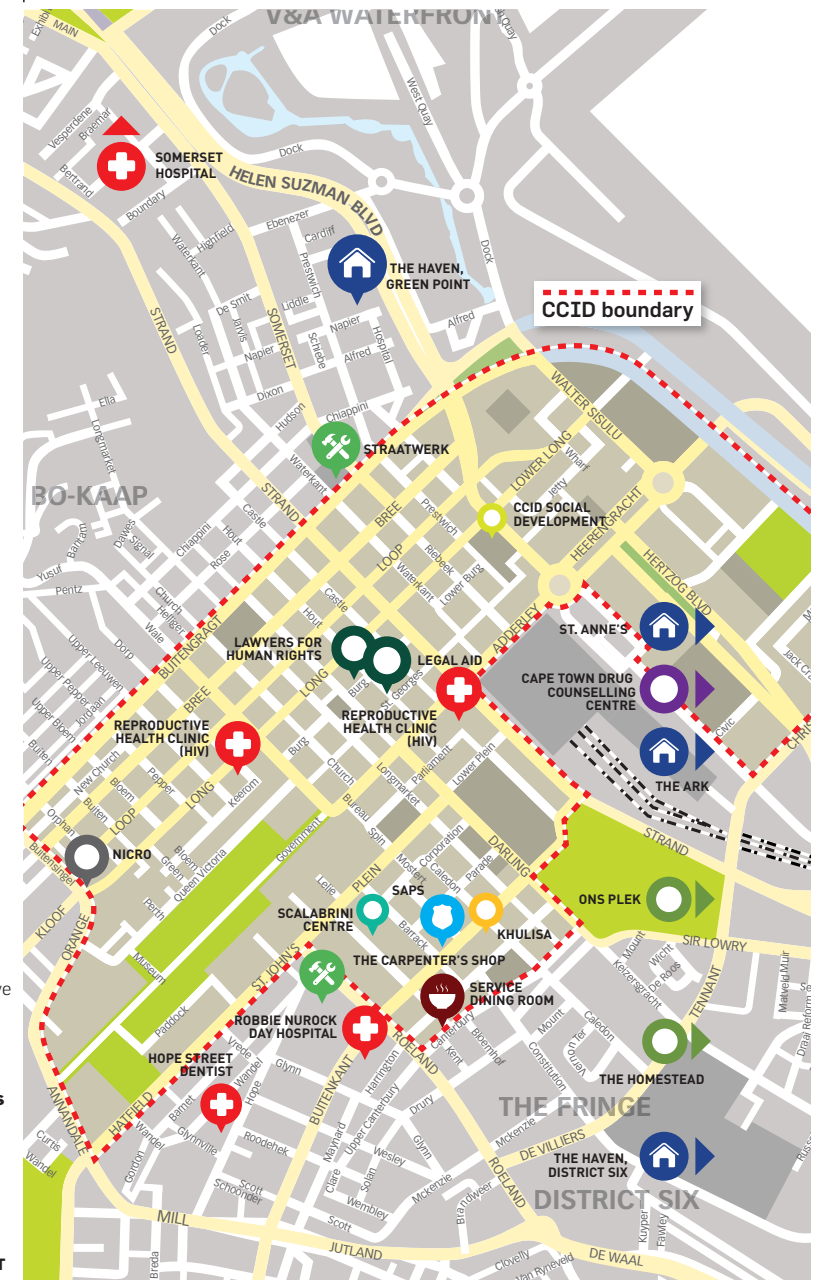 V&A WATERFRONT
MAIN
Dock
West Quay
Vesperdene
Braemar
SOMERSET
HOSPITAL
Bertrand
Boundary
Dock
HELEN SUZMAN BLVD
Waterkant
Highfield
Ebenezer
Cardiff
Prestwich
THE HAVEN,
GREEN POINT
Dock
STRAND
De Smit
Liddle
Loader
Jarvis
SOMERSET
Napier
Napier
Schiebe
Alfred
Hospital
Alfred
CCID boundary
Dixon
Hudson
Chiappini
WALTER SISULU
Ella
Longmarket
STRAATWERK
Waterkant
LOWER LONG
Wharf
Jetty
BO-KAAP
STRAND
BREE
Prestwich
CCID SOCIAL
DEVELOPMENT
HEERENGRACHT
Castle
Bantam
Dawes
Signal
Chiappini
Hout
Rose
LOOP
Riebeek
Waterkant
Lower Burg
HERTZOG BLVD
Yusuf
Pentz
Church
Helliger
Wale
Dorp
Castle
Hout
ADDERLEY
ST. ANNE'S
BUITENGRAGT
LAWYERS FOR
HUMAN RIGHTS
LEGAL AID
Upper Leeuwen
Upper Pepper
Jordaan
Upper Bloem
Buiten
BREE
LONG
Burg
St. Georges
CAPE TOWN DRUG
COUNSELLING
CENTRE
REPRODUCTIVE
HEALTH CLINIC
(HIV)
REPRODUCTIVE
HEALTH CLINIC
(HIV)
Civic
Burg
Church
Parliament
Lower Plein
Longmarket
THE ARK
New Church
Bloem
Pepper
Buiten
Orphan
LOOP
LONG
Keerom
Bureau
Spin
Buitensingel
NICRO
Bloem
Green
Queen Victoria
Government
Corporation
DARLING
STRAND
Mostert
Caledon
Parade
Leile
PLEIN
SAPS
SCALABRINI
CENTRE
Barrack
KHULISA
ONS PLEK
KLOOF
ORANGE
Perth
SIR LOWRY
Mount
Wicht
De Roos
Keizersgracht
ST. JOHN'S
THE CARPENTER'S SHOP
Museum
SERVICE
DINING ROOM
TENNANT
Matveld Muir
Paddock
ROBBIE NUROCK
DAY HOSPITAL
ROELAND
Canterbury
Kent
Bloemhof
Mount
Caledon
Ter
Vernon
Constitution
Draai Reform
HOPE STREET
DENTIST
Vrede
Wandel
Hope
Glynn
BUITENKANT
Harrington
THE HOMESTEAD
ANNANDALE
HATFIELD
Barnet
Drury
THE FRINGE
Wandel
Glynnville
Roodehek
Maynard
Upper Canterbury
Glynn
Mckenzie
DE VILLIERS
Curtis
Wandel
Gordon
Clare
Solan
Wesley
Mckenzie
THE HAVEN,
DISTRICT SIX
Scott
Schoonder
Wembley
Brandweer
ROELAND
DISTRICT SIX
Scott
MILL
Kuyper
Fawley
Breda
JUTLAND
Clovelly
Van Ryneveld
DE WAAL